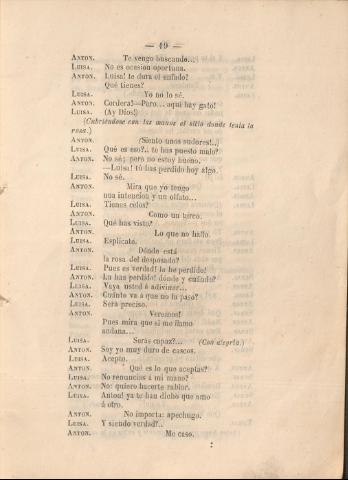 — 49 —
ANTON. Te vengo buscando...
LUISA. No es ocasion oportuna.
ANTON. Luisa! te dura el enfado?
Qué tienes?
LUISA. Yo no lo sé.
ANTON. Cordera!—Pero... aqui hay gato!
LUISA. (Ay Dios!)
(Cubriéndose con las manos el sitio donde tenia la
rosa.)
ANTON. (Siento unos sudores!..)
LUISA. Qué es eso?.. te has puesto malo?
ANTON. No sé; pero no estoy bueno.
—Luisa! tú has perdido hoy algo.
LUISA. No sé.
ANTON. Mira que yo tengo
una intencion y un olfato...
LUISA. Tienes celos?
ANTON. Como un turco.
LUISA. Qué has visto?
ANTON. Lo que no hallo.
LUISA. Esplícate.
ANTON. Dónde está
la rosa del desposado?
LUISA. Pues es verdad! la he perdido!
ANTON. La has perdido! dónde y cuándo?
LUISA. Vaya usted á adivinar...
ANTON. Cuánto va á que no la paso?
LUISA. Será preciso.
ANTON. Veremos!
Pues mira que si me llamo
andana...
LUISA. Serás capaz?... (Con alegría.)
ANTON. Soy yo muy duro de cascos.
LUISA. Acepto.
ANTON. Qué es lo que aceptas?
LUISA. No renuncias á mi mano?
ANTON. No: quiero hacerte rabiar.
LUISA. Anton! ya te han dicho que amo
á otro.
ANTON. No importa: apechugo.
LUISA. Y siendo verdad?..
ANTON. Me caso.